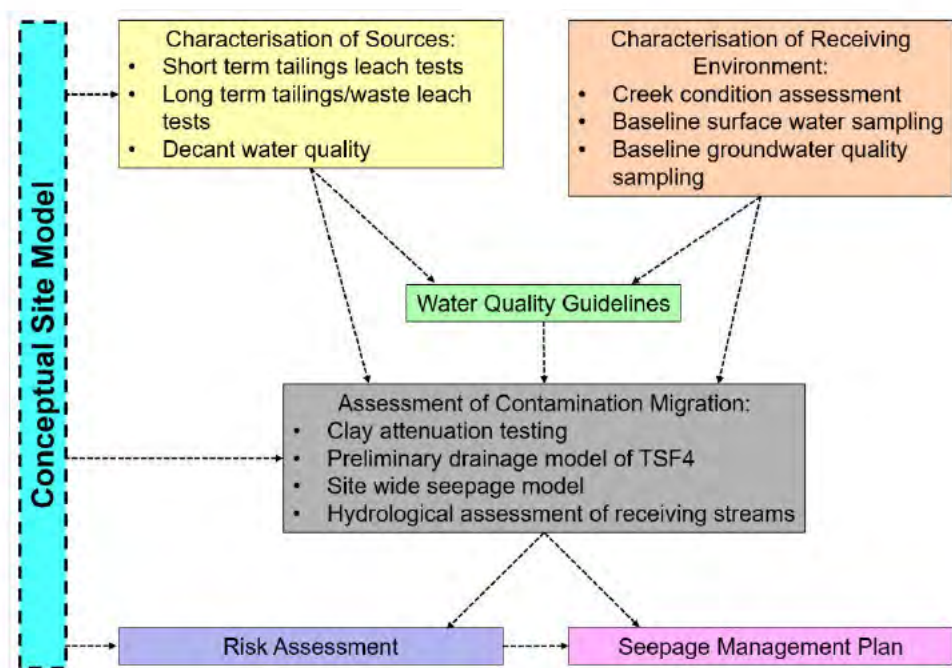 Conceptual Site Model
Characterisation of Sources:
• Short term tailings leach tests
• Long term tailings/waste leach
tests
• Decant water quality
Characterisation of Receiving
Environment:
• Creek condition assessment
• Baseline surface water sampling
• Baseline groundwater quality
sampling
Water Quality Guidelines
Assessment of Contamination Migration:
• Clay attenuation testing
• Preliminary drainage model of TSF4
• Site wide seepage model
• Hydrological assessment of receiving streams
Risk Assessment
Seepage Management Plan